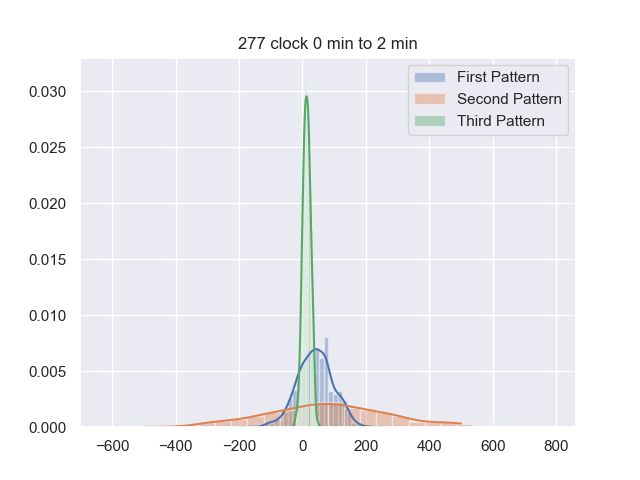 277 clock 0 min to 2 min
First Pattern
Second Pattern
Third Pattern
0.030
0.025
0.020
0.015
0.010
0.005
0.000
−600 −400 −200 0 200 400 600 800